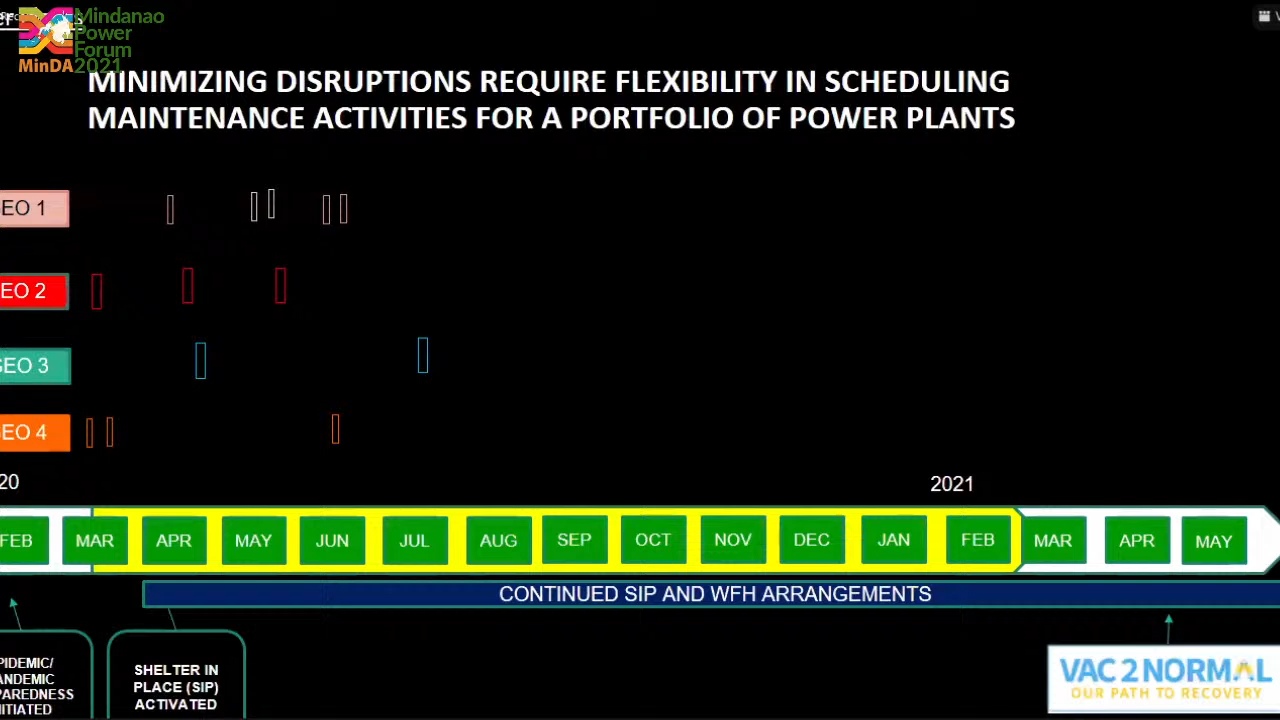 Mindanao
Power
Forum
2021
MinDA
MINIMIZING DISRUPTIONS REQUIRE FLEXIBILITY IN SCHEDULING
MAINTENANCE ACTIVITIES FOR A PORTFOLIO OF POWER PLANTS
EO 1
EO 2
GEO 3
EO 4
20
2021
FEB MAR APR MAY JUN JUL AUG SEP OCT NOV DEC JAN FEB MAR APR MAY
CONTINUED SIP AND WFH ARRANGEMENTS
PIDEMIC/
ANDEMIC
PAREDNESS
NITIATED
SHELTER IN
PLACE (SIP)
ACTIVATED
VAC 2 NORMAL
OUR PATH TO RECOVERY